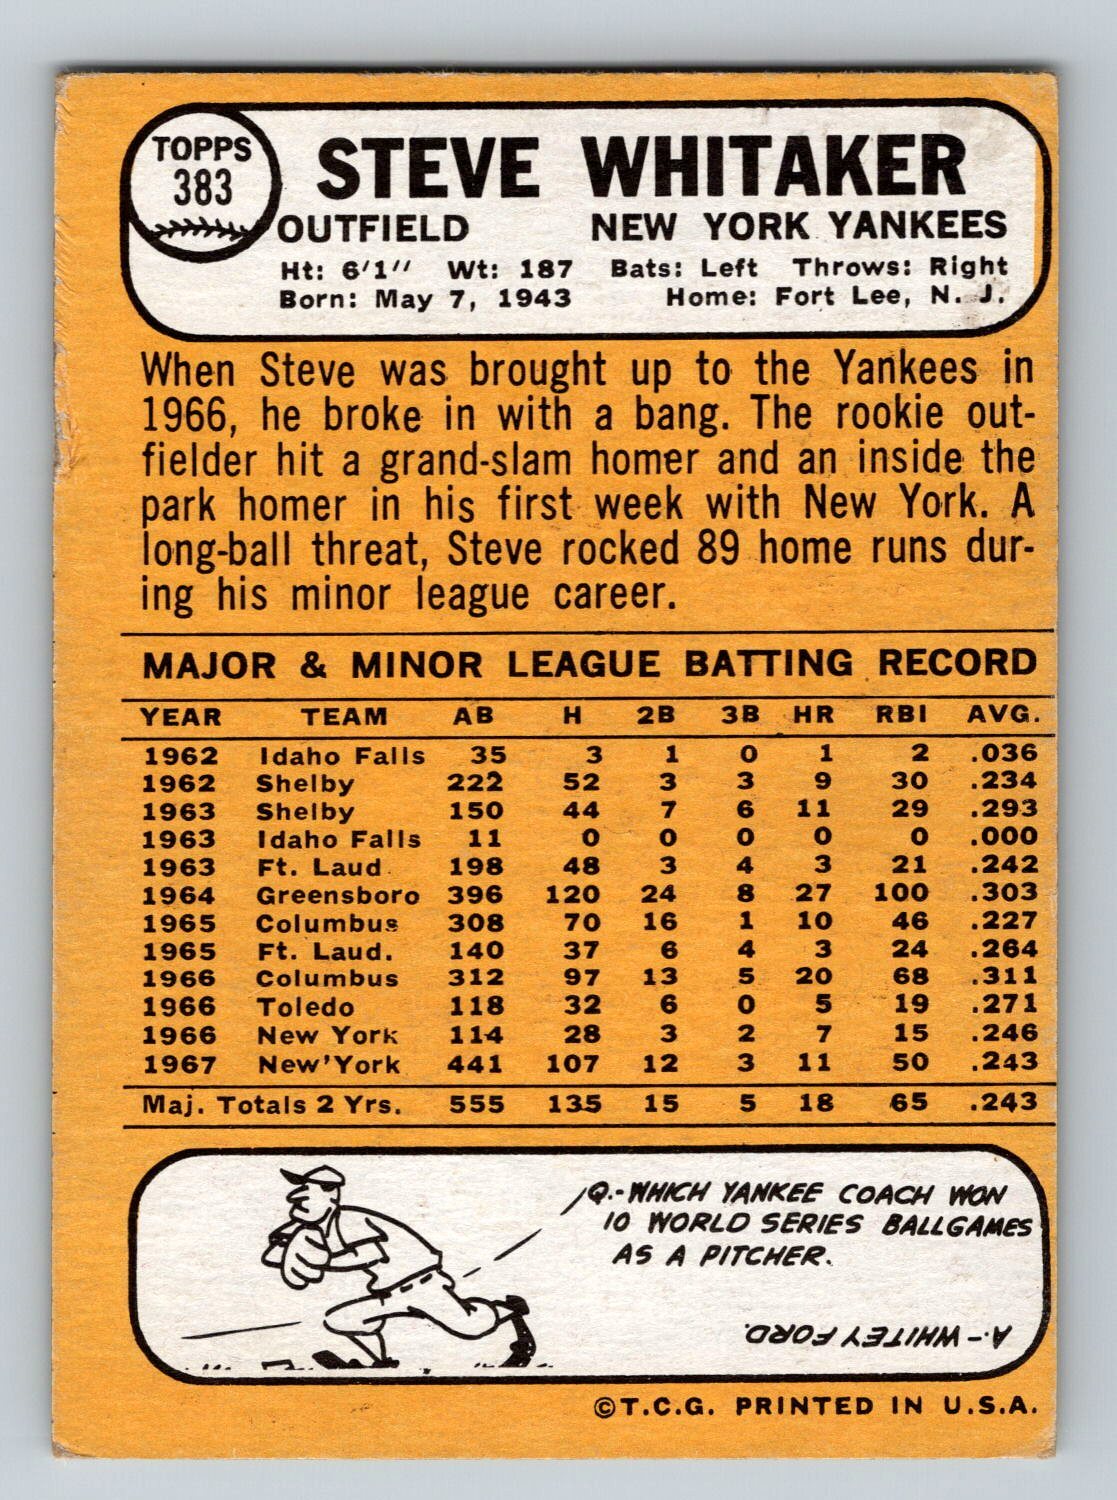 TOPPS
383
STEVE WHITAKER
OUTFIELD NEW YORK YANKEES
Ht: 6'1" Wt: 187 Bats: Left Throws: Right
Born: May 7, 1943 Home: Fort Lee, N. J.
When Steve was brought up to the Yankees in
1966, he broke in with a bang. The rookie out-
fielder hit a grand-slam homer and an inside the
park homer in his first week with New York. A
long-ball threat, Steve rocked 89 home runs dur-
ing his minor league career.
MAJOR & MINOR LEAGUE BATTING RECORD
YEAR TEAM AB H 2B 3B HR RBI AVG.
1962 Idaho Falls 35 3 1 0 1 2 .036
1962 Shelby 222 52 3 3 9 30 .234
1963 Shelby 150 44 7 6 11 29 .293
1963 Idaho Falls 11 0 0 0 0 0 .000
1963 Ft. Laud. 198 48 3 4 3 21 .242
1964 Greensboro 396 120 24 8 27 100 .303
1965 Columbus 308 70 16 1 10 46 .227
1965 Ft. Laud. 140 37 6 4 3 24 .264
1966 Columbus 312 97 13 5 20 68 .311
1966 Toledo 118 32 6 0 5 19 .271
1966 New York 114 28 3 2 7 15 .246
1967 New York 441 107 12 3 11 50 .243
Maj. Totals 2 Yrs. 555 135 15 5 18 65 .243
Q.-WHICH YANKEE COACH WON
10 WORLD SERIES BALLGAMES
AS A PITCHER.
A.-WHITEY FORD.
©T.C.G. PRINTED IN U.S.A.